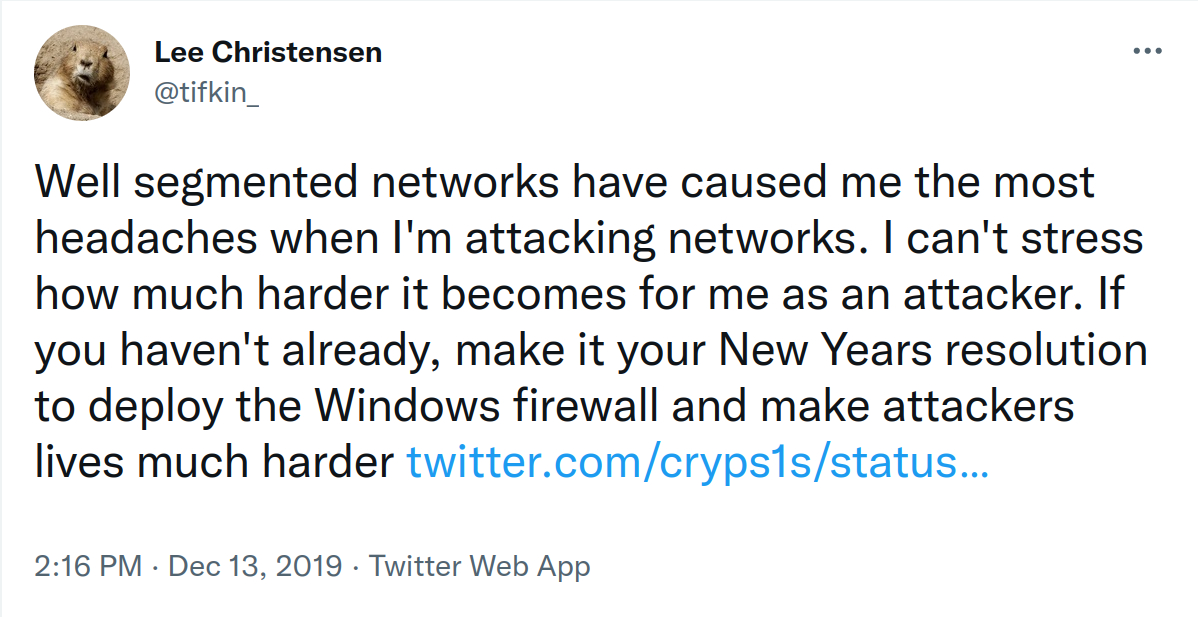 Lee Christensen
@tifkin_
Well segmented networks have caused me the most
headaches when I'm attacking networks. I can't stress
how much harder it becomes for me as an attacker. If
you haven't already, make it your New Years resolution
to deploy the Windows firewall and make attackers
lives much harder twitter.com/cryps1s/status...
2:16 PM · Dec 13, 2019 · Twitter Web App